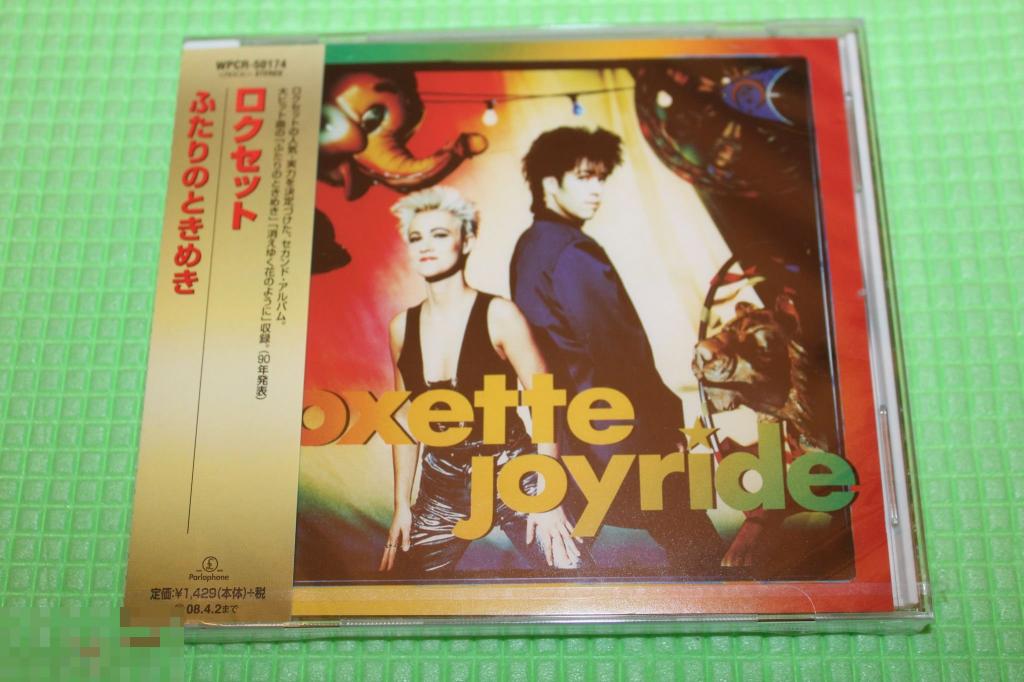 WPCR-50174
STEREO
ロクセット
ふたりのときめき
ロクセットの人気・実力を決定づけた、セカンド・アルバム。
大ヒット曲の「ふたりのときめき」「消えゆく花のように」収録。(90年発表)
oxette
joyride
Parlophone
定価:¥1,429(本体)+税
08.4.2まで